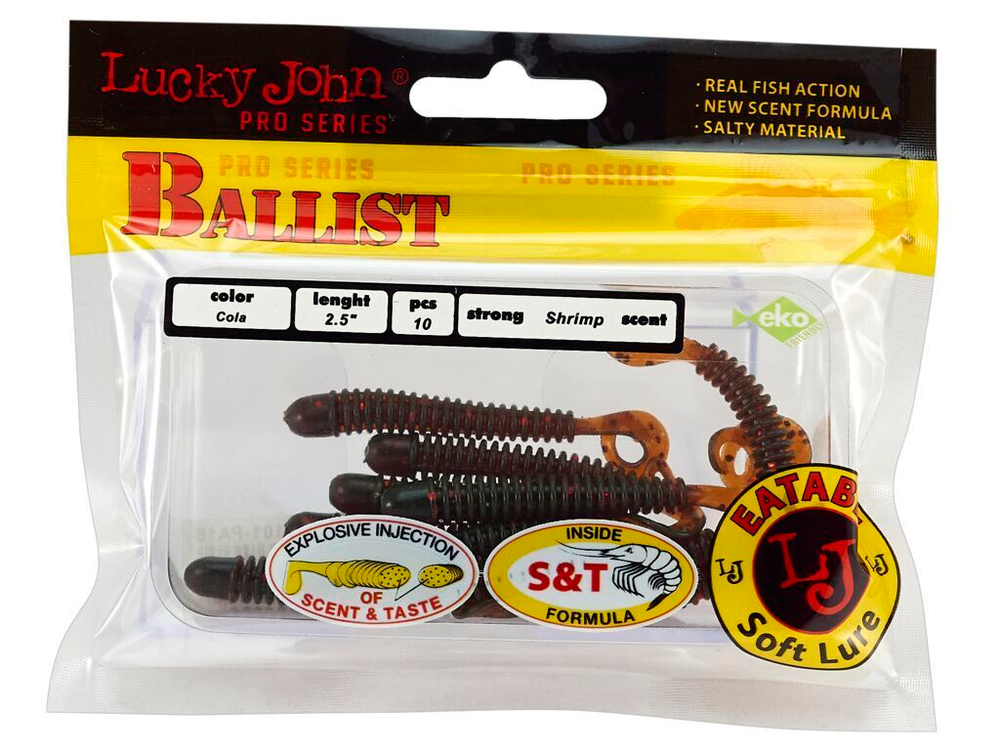 Lucky John®
PRO SERIES
· REAL FISH ACTION
· NEW SCENT FORMULA
· SALTY MATERIAL
PRO SERIES
PRO SERIES
BALLIST
color
Cola
lenght
2.5"
pcs
10
strong Shrimp scent
eko
FRIENDLY
EXPLOSIVE INJECTION
OF
SCENT & TASTE
INSIDE
S&T
FORMULA
EATABL
LJ
LJ
LJ
Soft Lure